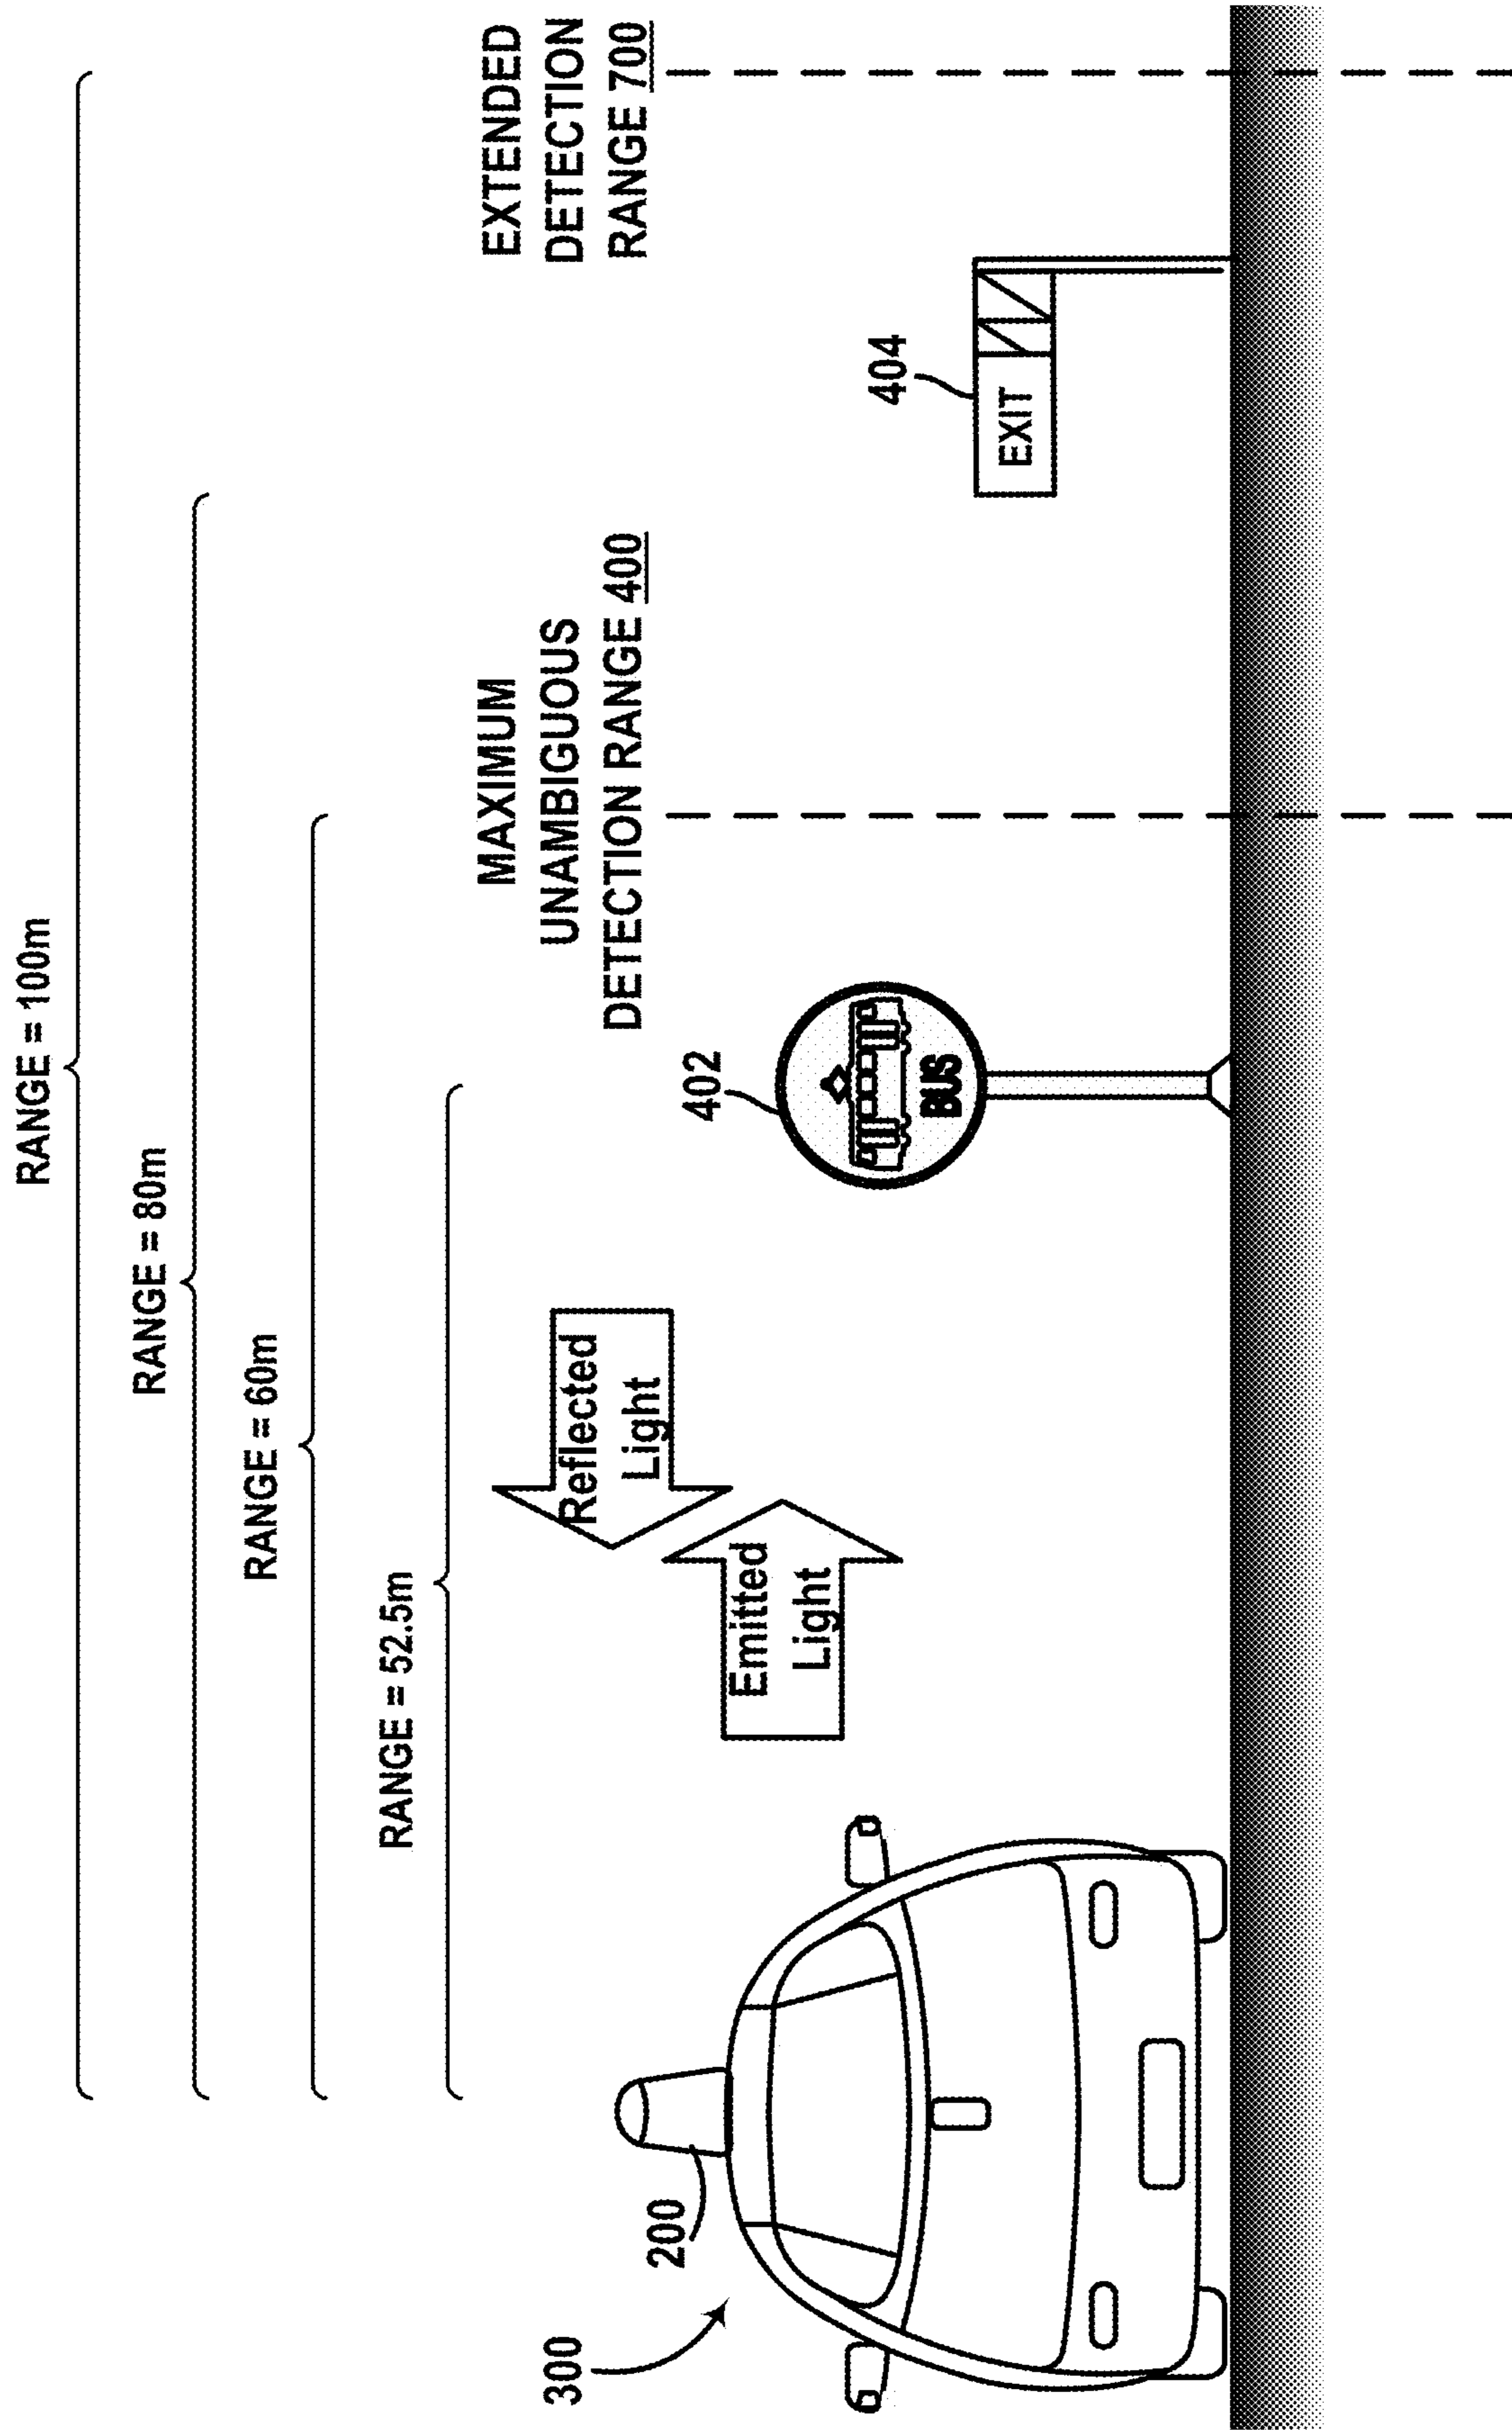 RANGE = 100m
RANGE = 80m
RANGE = 60m
RANGE = 52.5m
MAXIMUM
UNAMBIGUOUS
DETECTION RANGE 400
EXTENDED
DETECTION
RANGE 700
Reflected
Light
Emitted
Light
300
200
402
BUS
404
EXIT